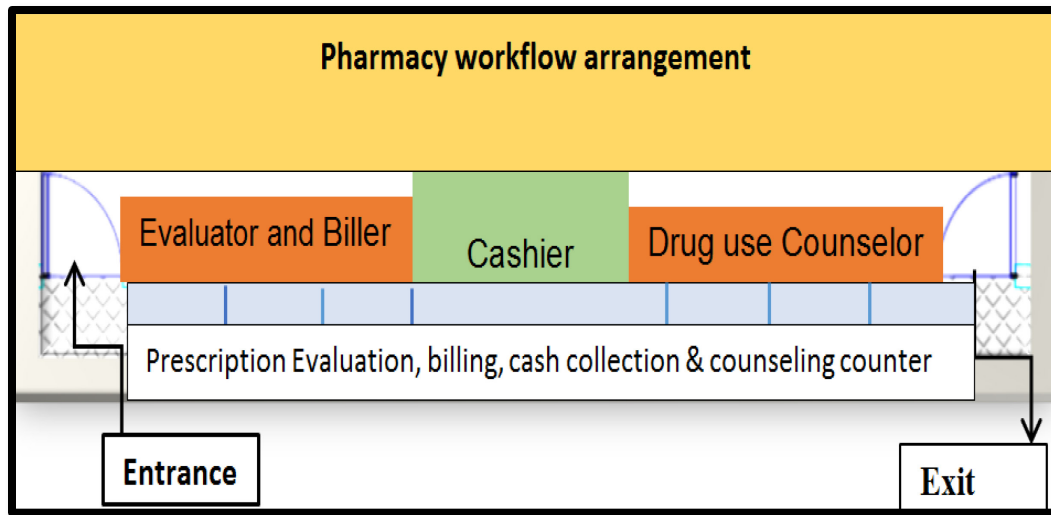 Pharmacy workflow arrangement
Evaluator and Biller
Cashier
Drug use Counselor
Prescription Evaluation, billing, cash collection & counseling counter
Entrance
Exit